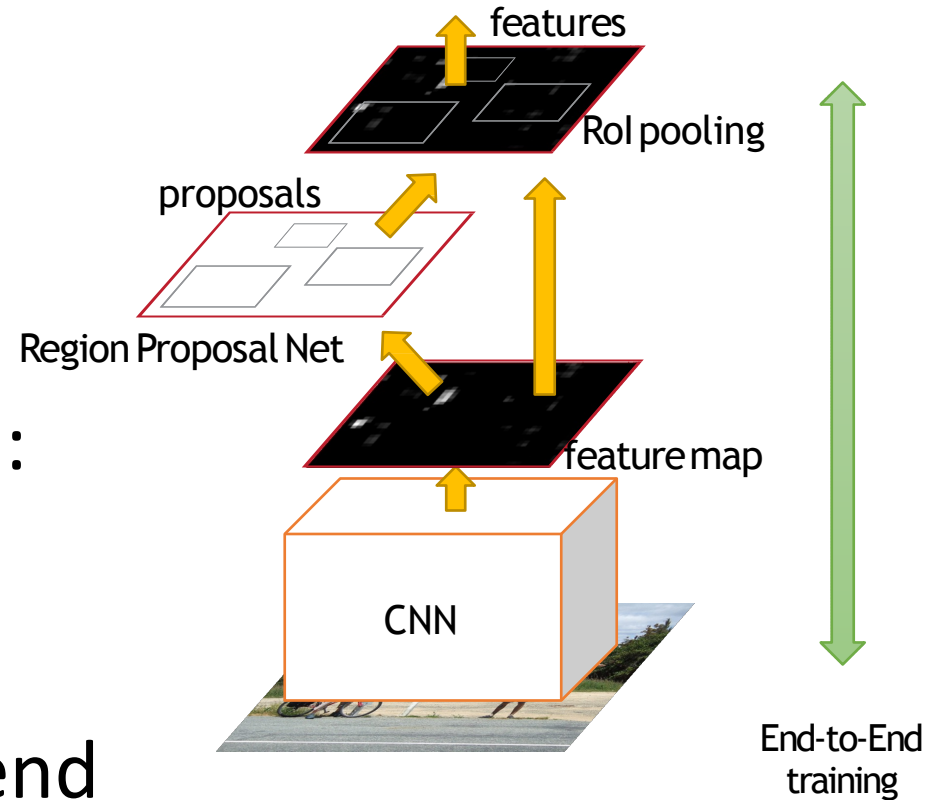 features
RoI pooling
proposals
Region Proposal Net
:
feature map
CNN
end
End-to-End
training